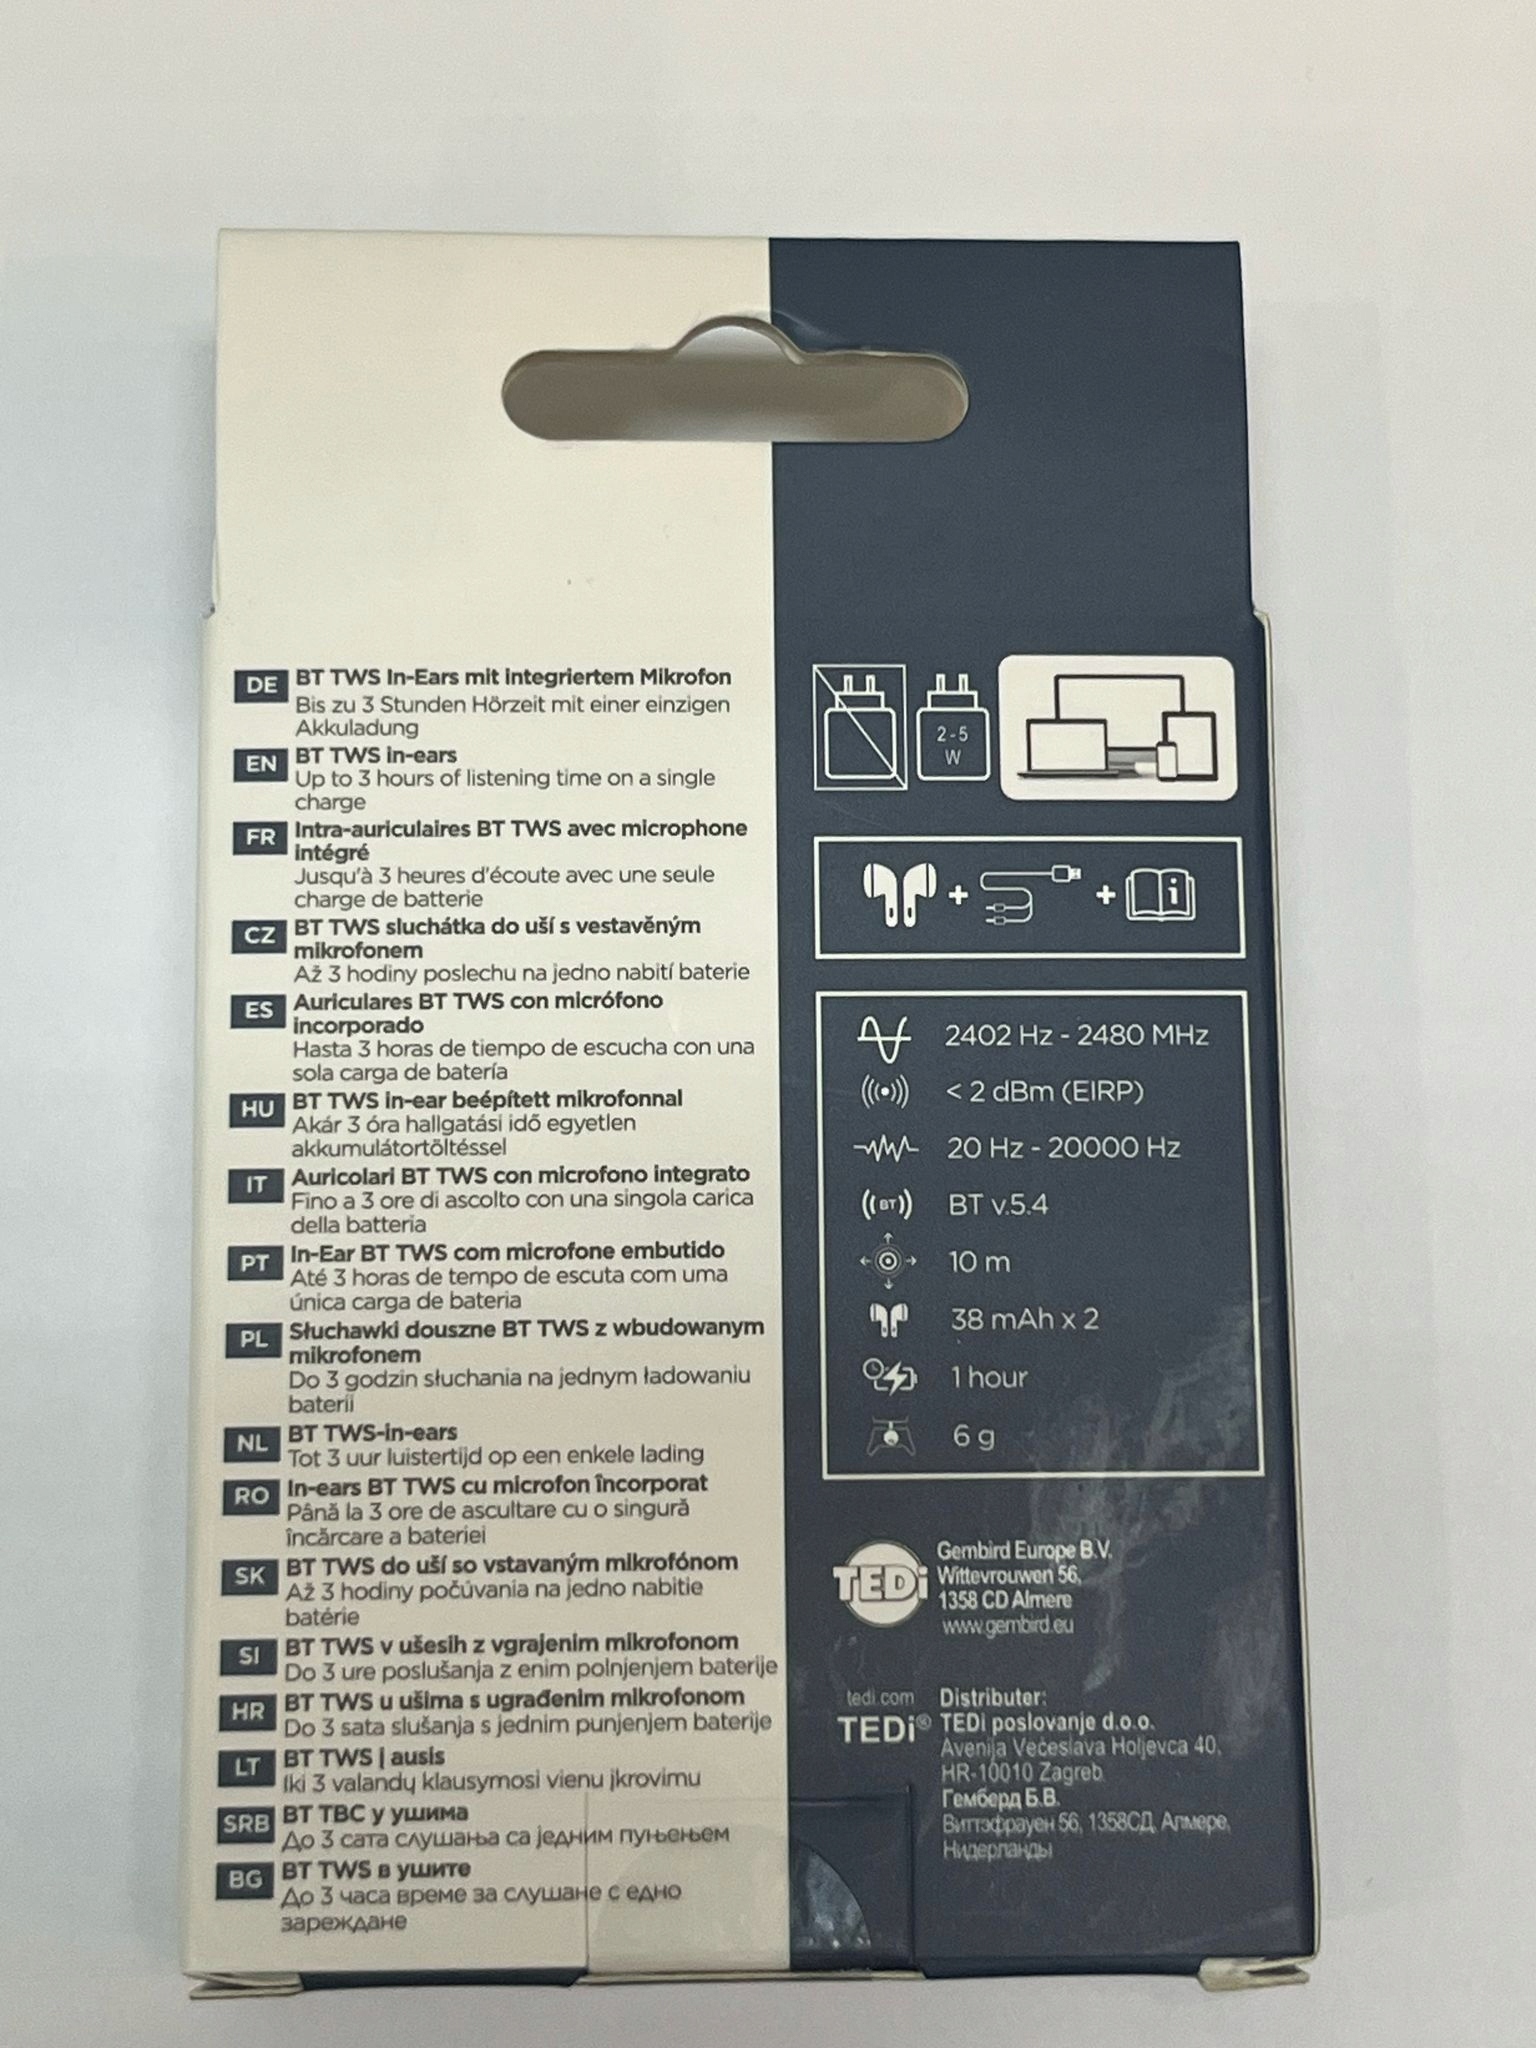 DE BT TWS In-Ears mit integriertem Mikrofon
Bis zu 3 Stunden Hörzeit mit einer einzigen
Akkuladung
EN BT TWS in-ears
Up to 3 hours of listening time on a single
charge
FR Intra-auriculaires BT TWS avec microphone
intégré
Jusqu'à 3 heures d'écoute avec une seule
charge de batterie
CZ BT TWS sluchátka do uší s vestavěným
mikrofonem
Až 3 hodiny poslechu na jedno nabití baterie
ES Auriculares BT TWS con micrófono
incorporado
Hasta 3 horas de tiempo de escucha con una
sola carga de batería
HU BT TWS in-ear beépített mikrofonnal
Akár 3 óra hallgatási idő egyetlen
akkumulátortöltéssel
IT Auricolari BT TWS con microfono integrato
Fino a 3 ore di ascolto con una singola carica
della batteria
PT In-Ear BT TWS com microfone embutido
Até 3 horas de tempo de escuta com uma
única carga de bateria
PL Słuchawki douszne BT TWS z wbudowanym
mikrofonem
Do 3 godzin słuchania na jednym ładowaniu
baterii
NL BT TWS-in-ears
Tot 3 uur luistertijd op een enkele lading
RO In-ears BT TWS cu microfon încorporat
Până la 3 ore de ascultare cu o singură
încărcare a bateriei
SK BT TWS do uší so vstavaným mikrofónom
Až 3 hodiny počúvania na jedno nabitie
batérie
SI BT TWS v ušesih z vgrajenim mikrofonom
Do 3 ure poslušanja z enim polnjenjem baterije
HR BT TWS u ušima s ugrađenim mikrofonom
Do 3 sata slušanja s jednim punjenjem baterije
LT BT TWS į ausis
Iki 3 valandų klausymosi vienu įkrovimu
SRB BT ТВС у ушима
До 3 сата слушања са једним пуњењем
BG BT TWS в ушите
До 3 часа време за слушане с едно
зареждане
2 - 5
W
2402 Hz - 2480 MHz
< 2 dBm (EIRP)
20 Hz - 20000 Hz
BT BT v.5.4
10 m
38 mAh x 2
1 hour
6 g
TEDi
Gembird Europe B.V.
Wittevrouwen 56,
1358 CD Almere
www.gembird.eu
tedi.com
TEDi®
Distributer:
TEDi poslovanje d.o.o.
Avenija Većeslava Holjevca 40,
HR-10010 Zagreb
Гемберд Б.В.
Виттэфрауен 56, 1358СД, Алмере,
Нидерланды